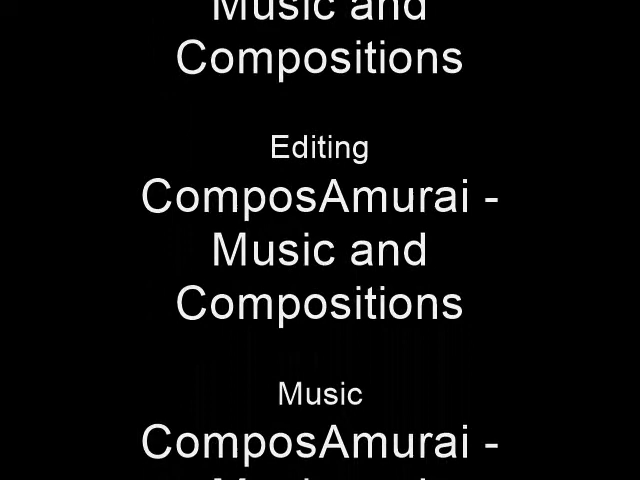 Music and
Compositions
Editing
ComposAmurai -
Music and
Compositions
Music
ComposAmurai -